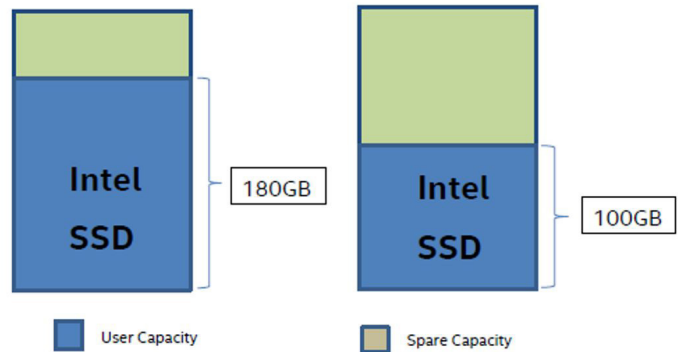 Intel
SSD
180GB
Intel
SSD
100GB
User Capacity
Spare Capacity